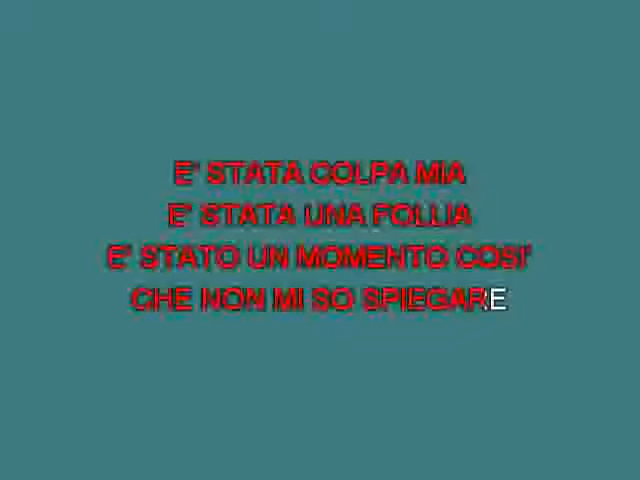 E' STATA COLPA MIA
E' STATA UNA FOLLIA
E' STATO UN MOMENTO COSI'
CHE NON MI SO SPIEGARE